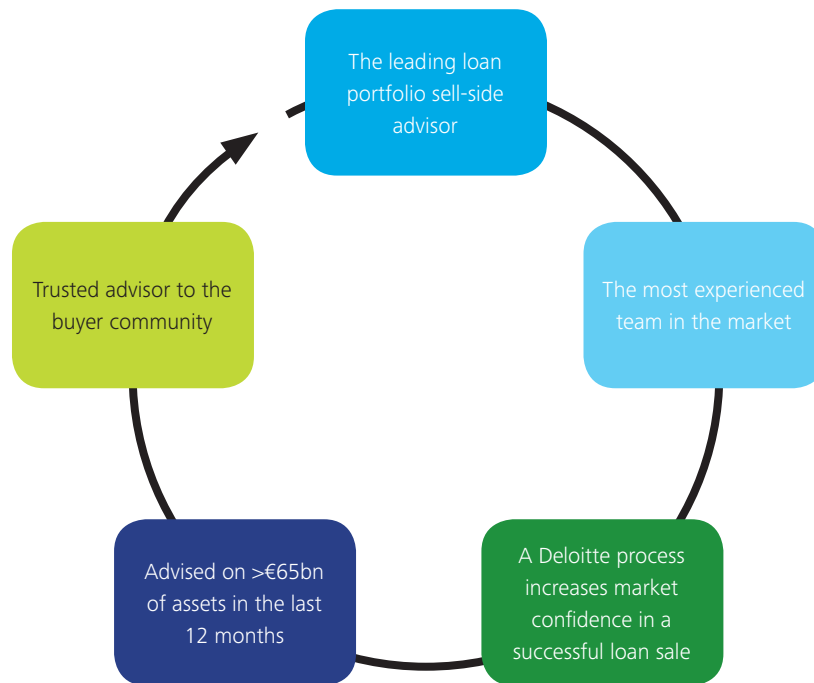 The leading loan
portfolio sell-side
advisor
The most experienced
team in the market
A Deloitte process
increases market
confidence in a
successful loan sale
Advised on >€65bn
of assets in the last
12 months
Trusted advisor to the
buyer community